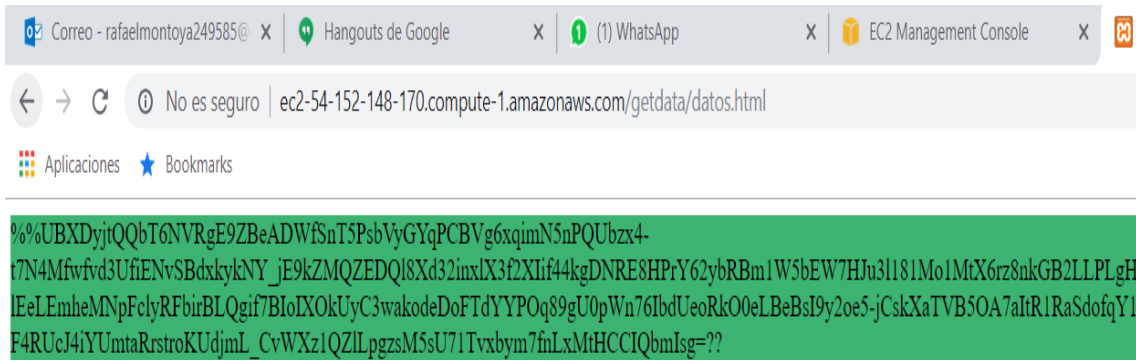 Correo - rafaelmontoya249585@
Hangouts de Google
(1) WhatsApp
EC2 Management Console
No es seguro | ec2-54-152-148-170.compute-1.amazonaws.com/getdata/datos.html
Aplicaciones
Bookmarks
%%UBXDyjtQQbT6NVRgE9ZBeADWfSnT5PsbVyGYqPCBVg6xqimN5nPQUbzx4-
t7N4Mfwfvd3UfiENvSBdxkykNY_jE9kZMQZEDQl8Xd32inxlX3f2XIif44kgDNRE8HPrY62ybRBm1W5bEW7HJu3l181Mo1MtX6rz8nkGB2LLPLgH
lEeLEmheMNpFclyRFbirBLQgif7BIoIXOkUyC3wakodeDoFTdYYPOq89gU0pWn76IbdUeoRkO0eLBeBsI9y2oe5-jCskXaTVB5OA7aItR1RaSdofqY1
F4RUcJ4iYUmtaRrstroKUdjmL_CvWXz1QZlLpgzsM5sU71Tvxbym7fnLxMtHCCIQbmIsg=??